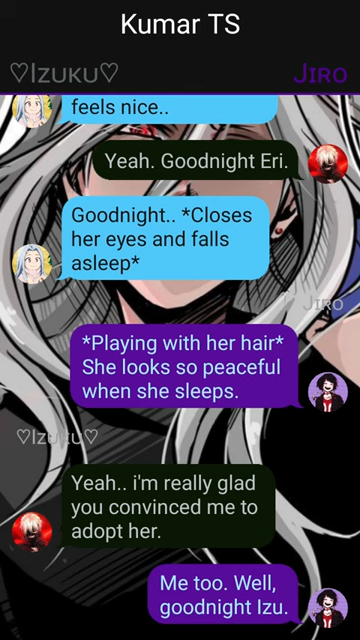 Kumar TS
♡Izuku♡
Jiro
feels nice..
Yeah. Goodnight Eri.
Goodnight.. *Closes
her eyes and falls
asleep*
Jiro
*Playing with her hair*
She looks so peaceful
when she sleeps.
♡Izuku♡
Yeah.. i'm really glad
you convinced me to
adopt her.
Me too. Well,
goodnight Izu.